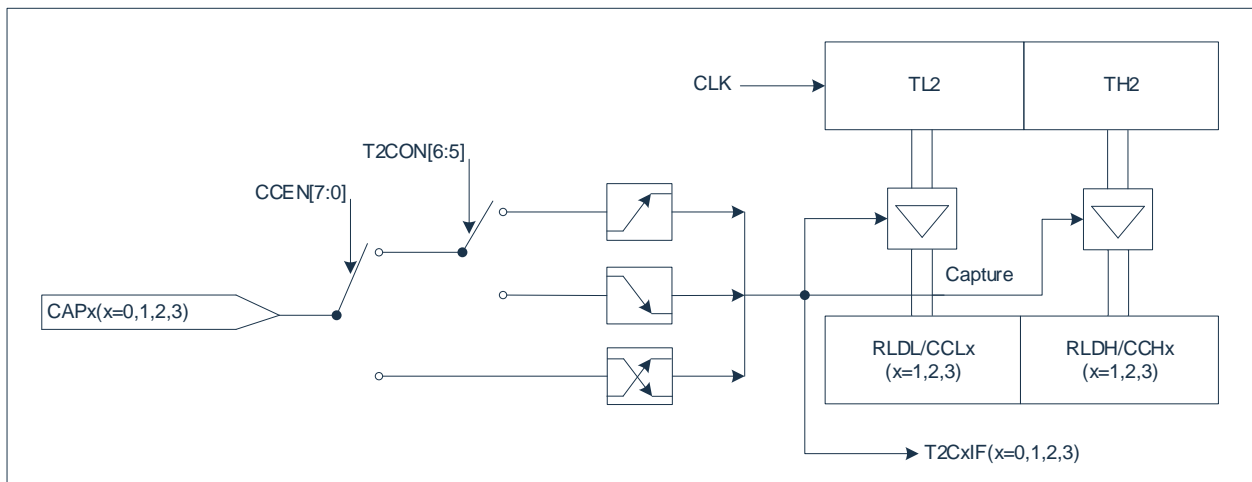 CLK
TL2
TH2
T2CON[6:5]
CCEN[7:0]
Capture
CAPx(x=0,1,2,3)
RLDL/CCLx
(x=1,2,3)
RLDH/CCHx
(x=1,2,3)
T2CxIF(x=0,1,2,3)